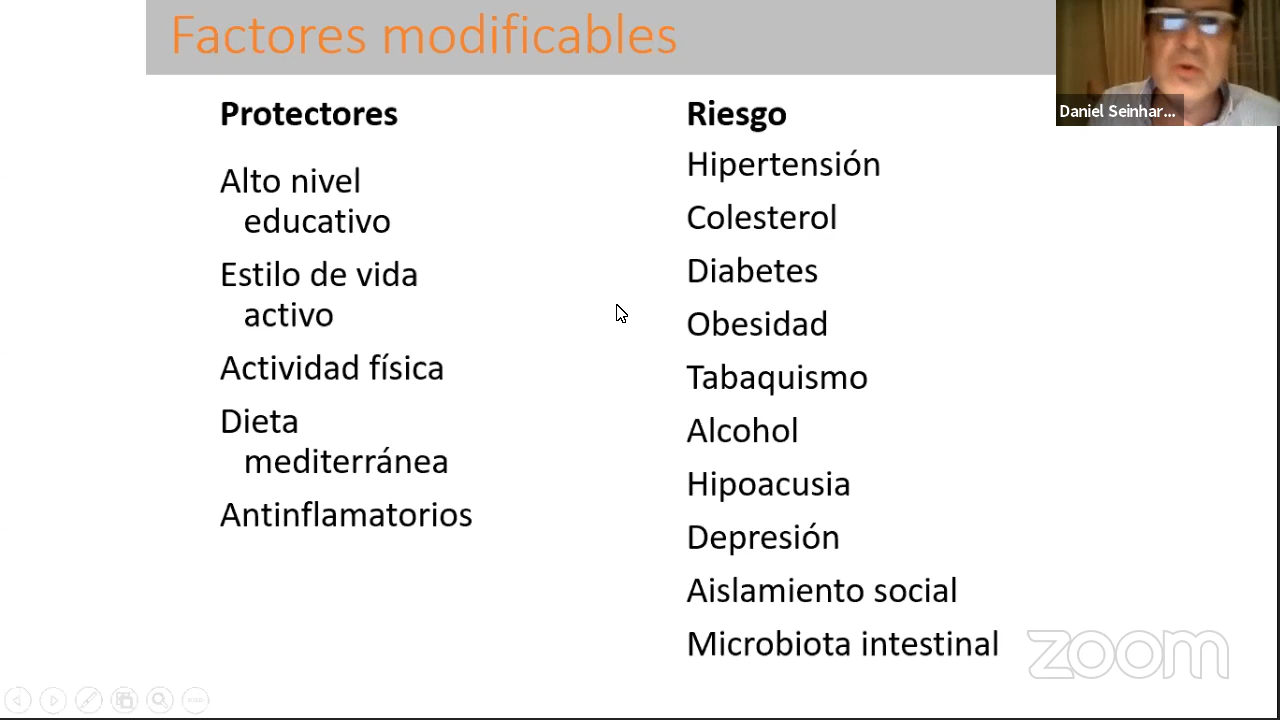 Factores modificables
Protectores
Alto nivel
educativo
Estilo de vida
activo
Actividad física
Dieta
mediterránea
Antinflamatorios
Riesgo
Hipertensión
Colesterol
Diabetes
Obesidad
Tabaquismo
Alcohol
Hipoacusia
Depresión
Aislamiento social
Microbiota intestinal
Daniel Seinhar...
zoom